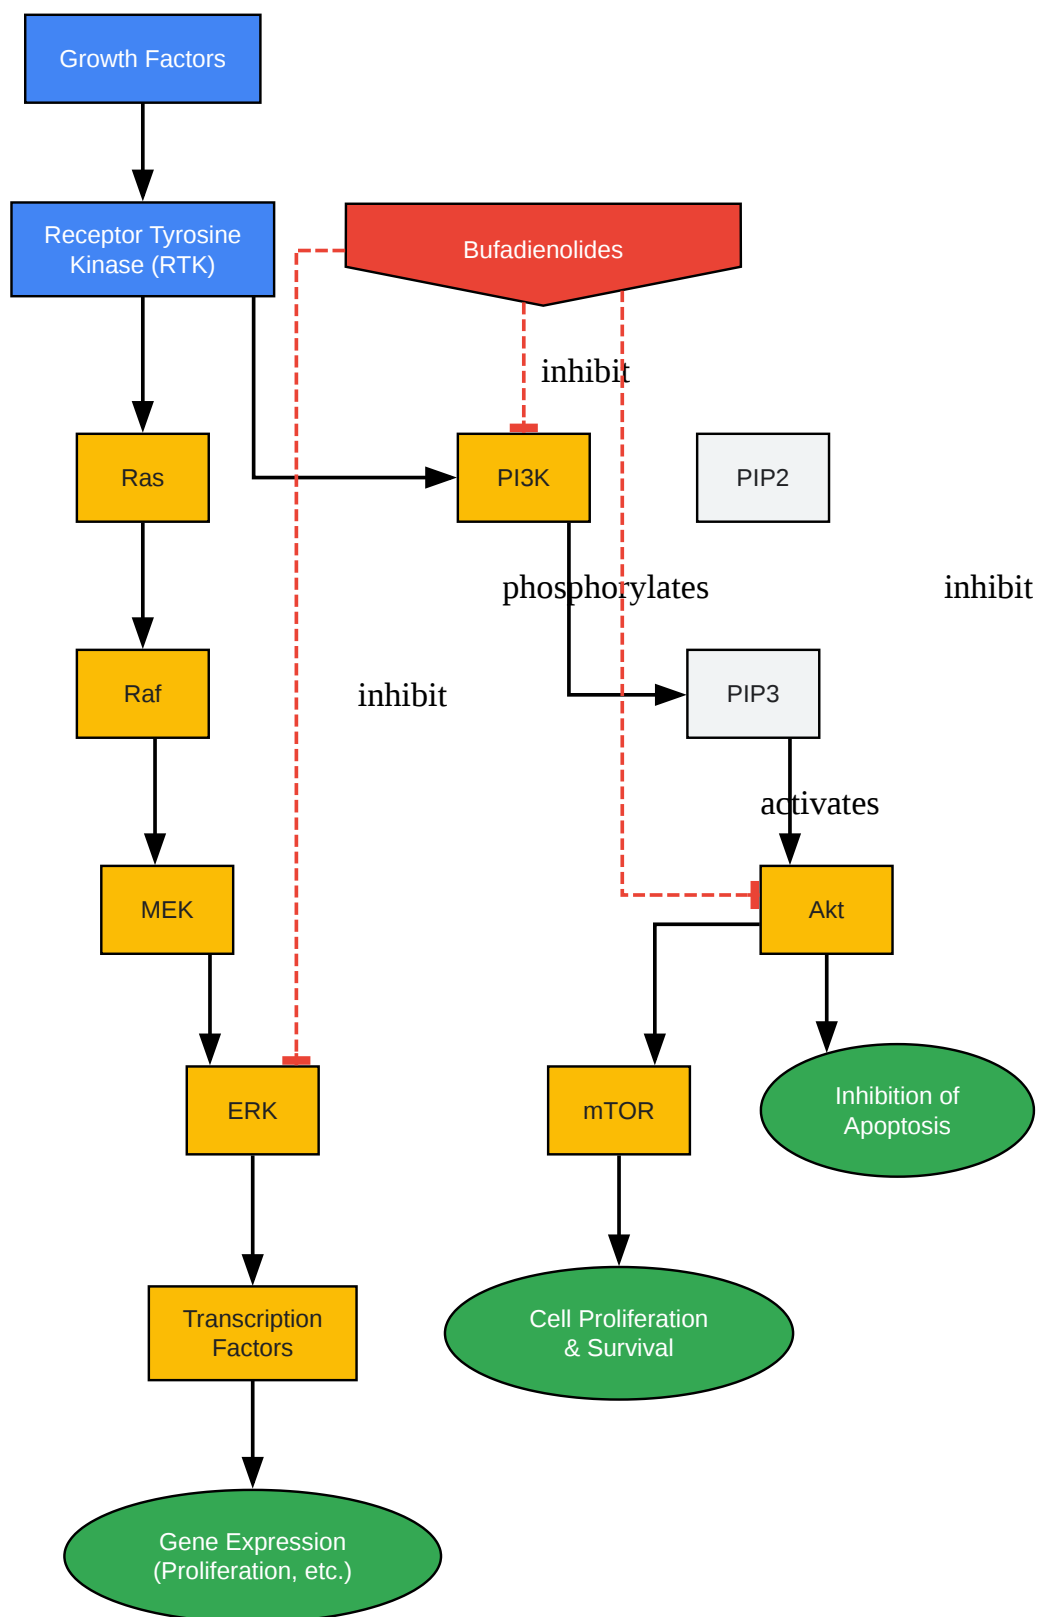 Growth Factors
Receptor Tyrosine
Kinase (RTK)
Bufadienolides
inhibit
Ras
PI3K
PIP2
phosphorylates
inhibit
Raf
inhibit
PIP3
activates
MEK
Akt
ERK
mTOR
Inhibition of
Apoptosis
Transcription
Factors
Cell Proliferation
& Survival
Gene Expression
(Proliferation, etc.)